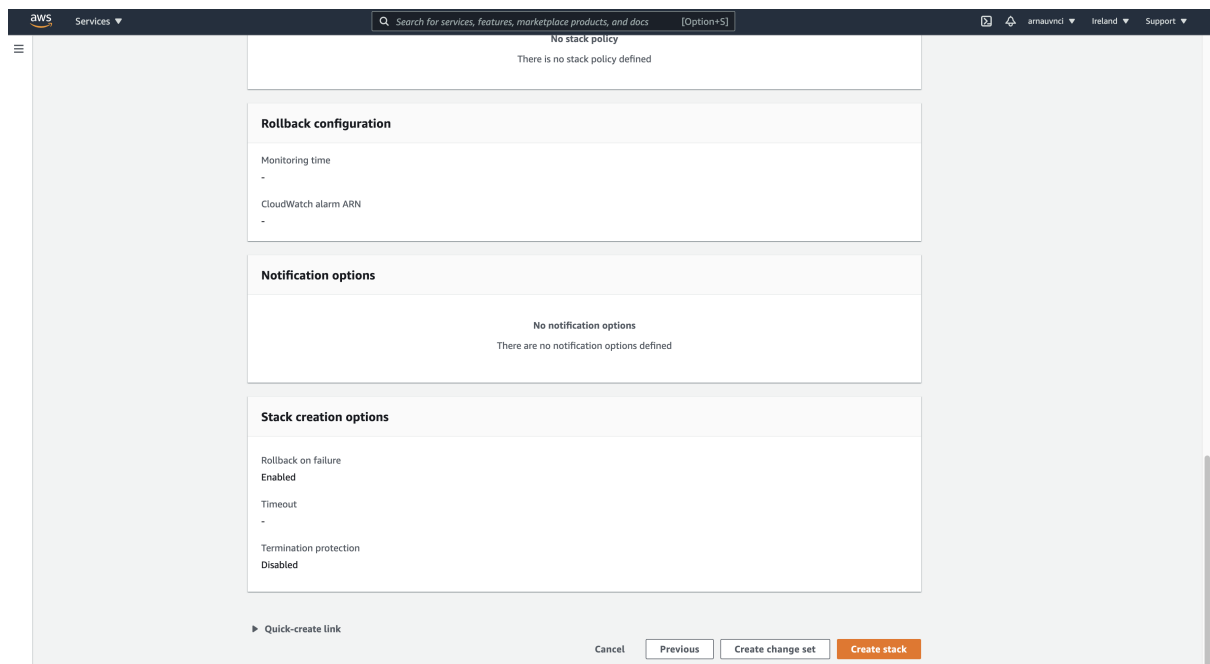 aws
Services ▼
Search for services, features, marketplace products, and docs [Option+S]
arnauvnci ▼
Ireland ▼
Support ▼
No stack policy
There is no stack policy defined
Rollback configuration
Monitoring time
-
CloudWatch alarm ARN
-
Notification options
No notification options
There are no notification options defined
Stack creation options
Rollback on failure
Enabled
Timeout
-
Termination protection
Disabled
Quick-create link
Cancel
Previous
Create change set
Create stack